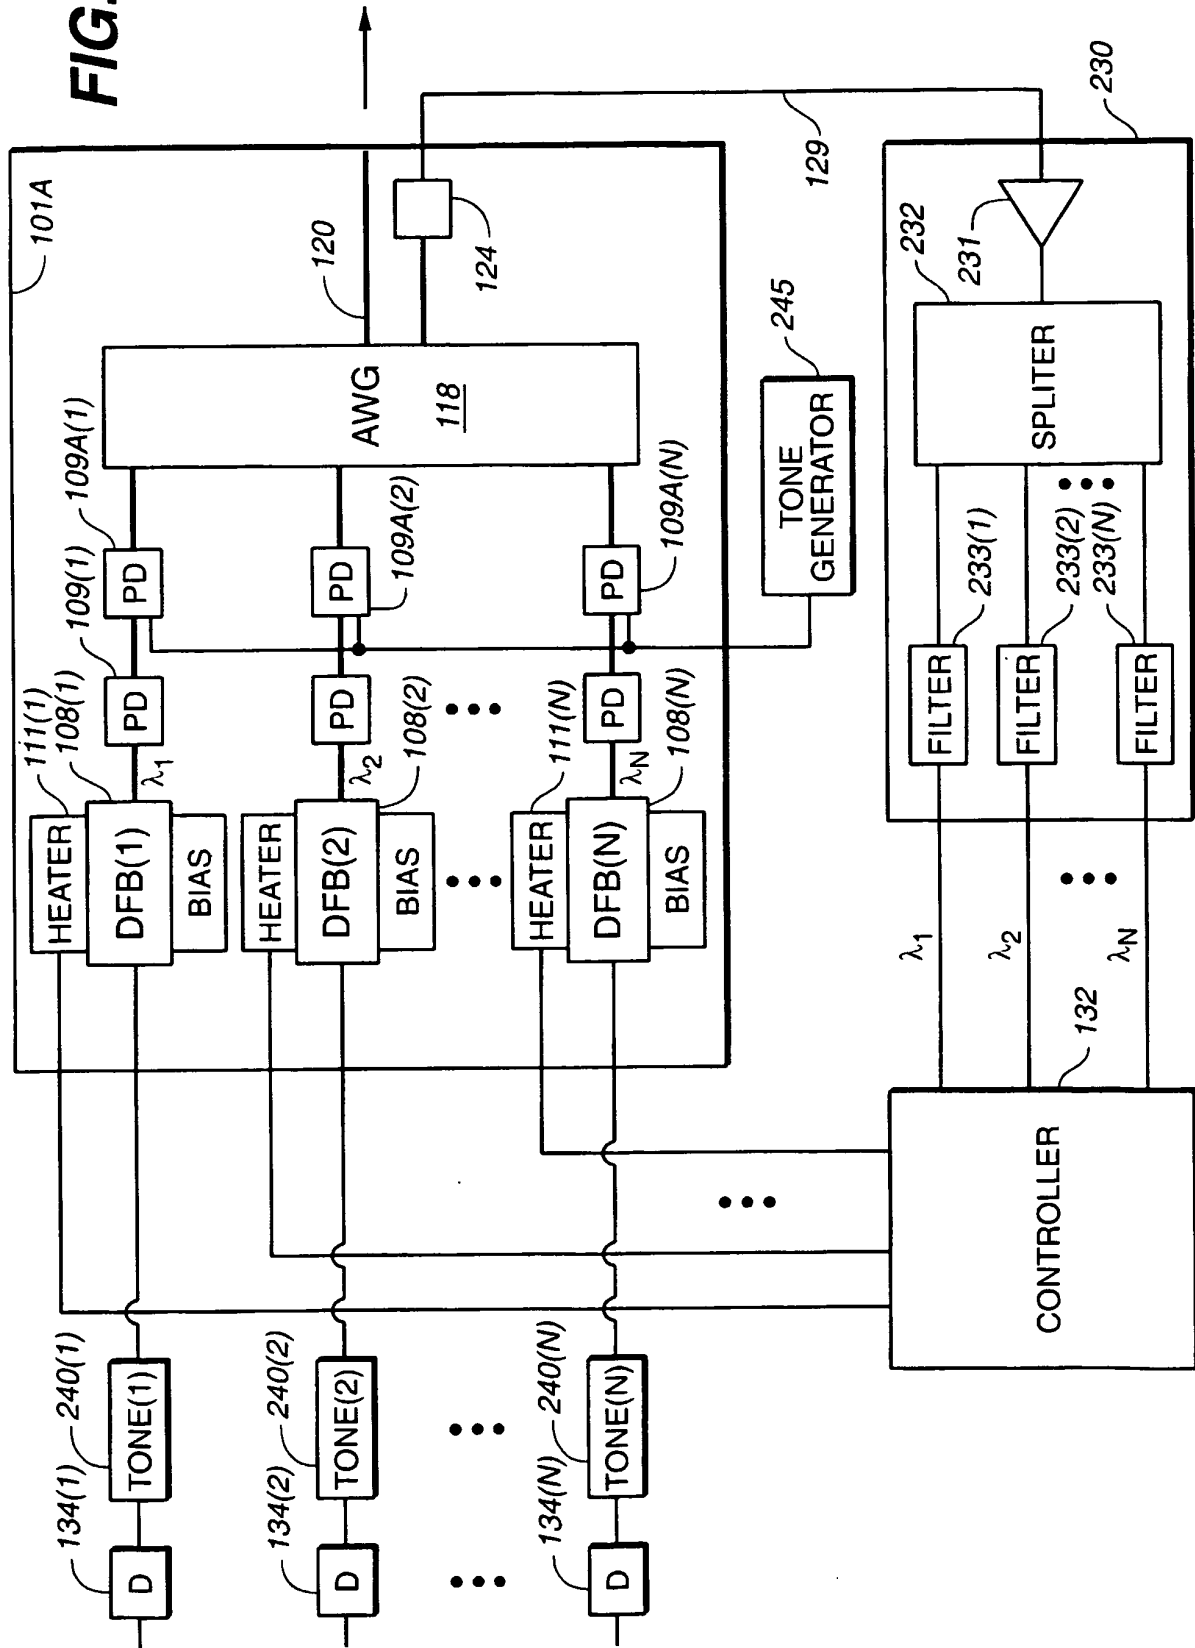 FIG.
101A
120
124
129
230
232
231
245
TONE
GENERATOR
SPLITER
AWG
118
109A(1)
109(1)
PD
PD
109A(2)
PD
PD
109A(N)
PD
PD
111(1)
108(1)
HEATER
DFB(1)
BIAS
λ1
HEATER
DFB(2)
BIAS
λ2
108(2)
111(N)
HEATER
DFB(N)
BIAS
λN
108(N)
FILTER
233(1)
FILTER
233(2)
FILTER
233(N)
λ1
λ2
λN
132
CONTROLLER
240(1)
TONE(1)
134(1)
D
240(2)
TONE(2)
134(2)
D
240(N)
TONE(N)
134(N)
D